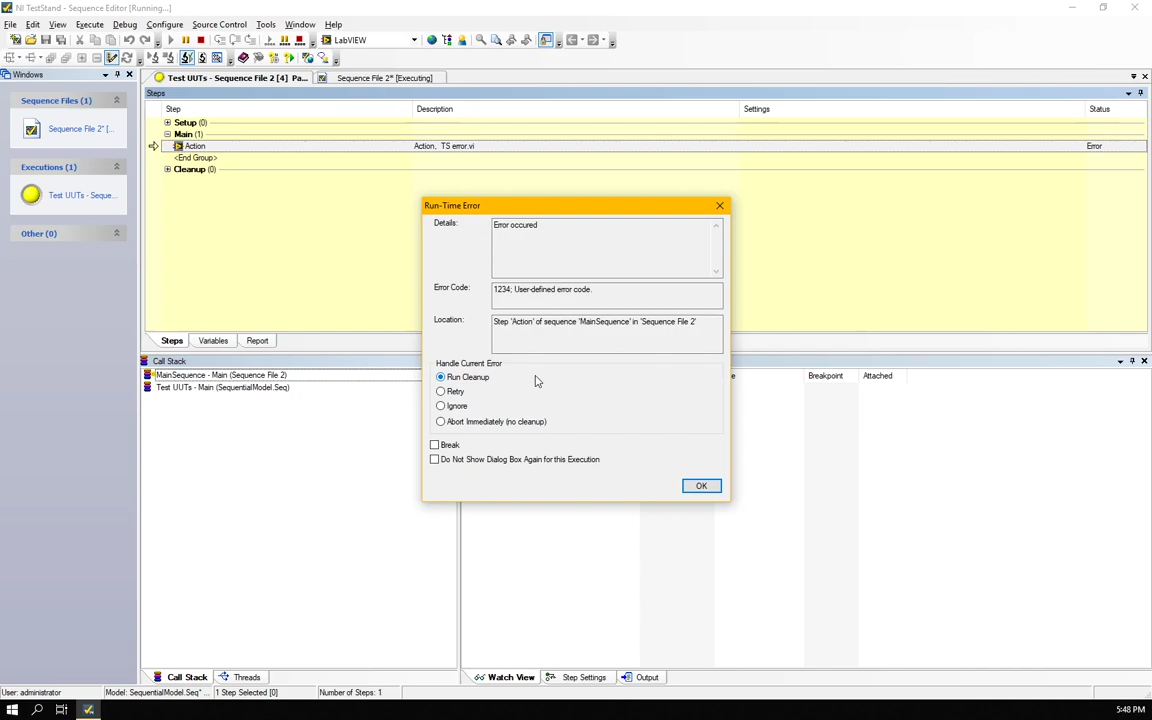 NI TestStand - Sequence Editor [Running...]
File Edit View Execute Debug Configure Source Control Tools Window Help
LabVIEW
Windows
Test UUTs - Sequence File 2 [4] Pa...
Sequence File 2* [Executing]
Steps
Sequence Files (1)
Sequence File 2* [...
Executions (1)
Test UUTs - Seque...
Other (0)
Step Description Settings Status
Setup (0)
Main (1)
Action Action, TS error.vi Error
<End Group>
Cleanup (0)
Run-Time Error
Details: Error occured
Error Code: 1234; User-defined error code.
Location: Step 'Action' of sequence 'MainSequence' in 'Sequence File 2'
Handle Current Error
Run Cleanup
Retry
Ignore
Abort Immediately (no cleanup)
Break
Do Not Show Dialog Box Again for this Execution
OK
Steps Variables Report
Call Stack
MainSequence - Main (Sequence File 2)
Test UUTs - Main (SequentialModel.Seq)
Breakpoint Attached
Call Stack Threads
Watch View Step Settings Output
User: administrator Model: SequentialModel.Seq* ... 1 Step Selected [0] Number of Steps: 1
5:48 PM